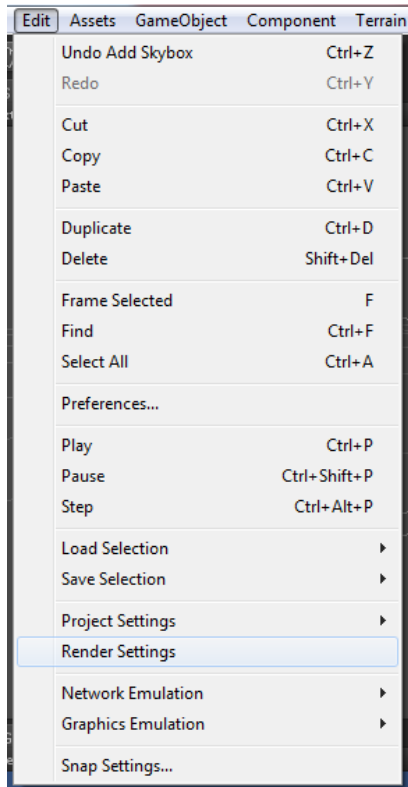 Edit Assets GameObject Component Terrain
Undo Add Skybox Ctrl+Z
Redo Ctrl+Y
Cut Ctrl+X
Copy Ctrl+C
Paste Ctrl+V
Duplicate Ctrl+D
Delete Shift+Del
Frame Selected F
Find Ctrl+F
Select All Ctrl+A
Preferences...
Play Ctrl+P
Pause Ctrl+Shift+P
Step Ctrl+Alt+P
Load Selection
Save Selection
Project Settings
Render Settings
Network Emulation
Graphics Emulation
Snap Settings...